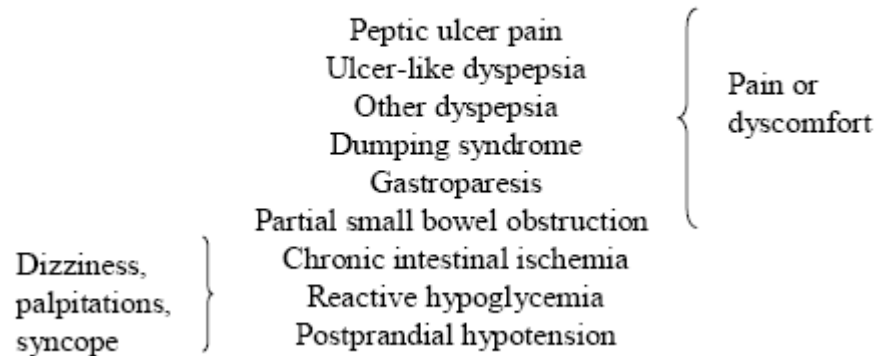 Peptic ulcer pain
Ulcer-like dyspepsia
Other dyspepsia
Dumping syndrome
Gastroparesis
Partial small bowel obstruction
Chronic intestinal ischemia
Reactive hypoglycemia
Postprandial hypotension
Pain or
dyscomfort
Dizziness,
palpitations,
syncope